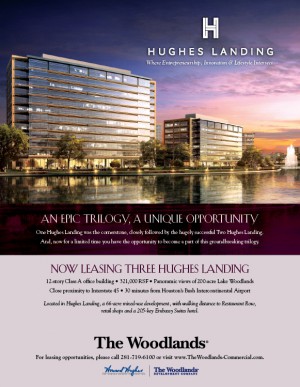 H
HUGHES LANDING
Where Entrepreneurship, Innovation & Lifestyle Intersect
AN EPIC TRILOGY, A UNIQUE OPPORTUNITY
One Hughes Landing was the cornerstone, closely followed by the hugely successful Two Hughes Landing.
And, now for a limited time you have the opportunity to become a part of this groundbreaking trilogy.
NOW LEASING THREE HUGHES LANDING
12-story Class A office building • 321,000 RSF • Panoramic views of 200 acre Lake Woodlands
Close proximity to Interstate 45 • 30 minutes from Houston's Bush Intercontinental Airport
Located in Hughes Landing, a 66-acre mixed-use development, with walking distance to Restaurant Row,
retail shops and a 205-key Embassy Suites hotel.
The Woodlands®
For leasing opportunities, please call 281-719-6100 or visit www.TheWoodlandsCommercial.com.
Howard Hughes
The Woodlands
DEVELOPMENT COMPANY